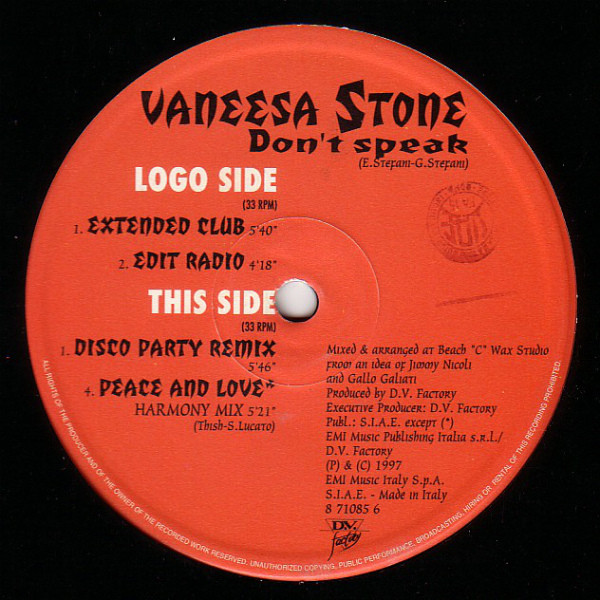 VANEESA STONE
Don't speak
(E.Stefani-G.Stefani)
LOGO SIDE
(33 RPM)
1. EXTENDED CLUB 5'40"
2. EDIT RADIO 4'18"
THIS SIDE
(33 RPM)
1. DISCO PARTY REMIX
5'46"
4. PEACE AND LOVE*
HARMONY MIX 5'21"
(Thish-S.Lucato)
Mixed & arranged at Beach "C" Wax Studio
from an idea of Jimmy Nicoli
and Gallo Galiati
Produced by D.V. Factory
Executive Producer: D.V. Factory
Publ.: S.I.A.E. except (*)
EMI Music Publishing Italia s.r.l./
D.V. Factory
(P) & (C) 1997
EMI Music Italy S.p.A.
S.I.A.E. - Made in Italy
8 71085 6
D.V.
Factory
ALL RIGHTS OF THE PRODUCER AND OF THE OWNER OF THE RECORDED WORK RESERVED. UNAUTHORIZED COPYING, PUBLIC PERFORMANCE, BROADCASTING, HIRING OR RENTAL OF THIS RECORDING PROHIBITED.